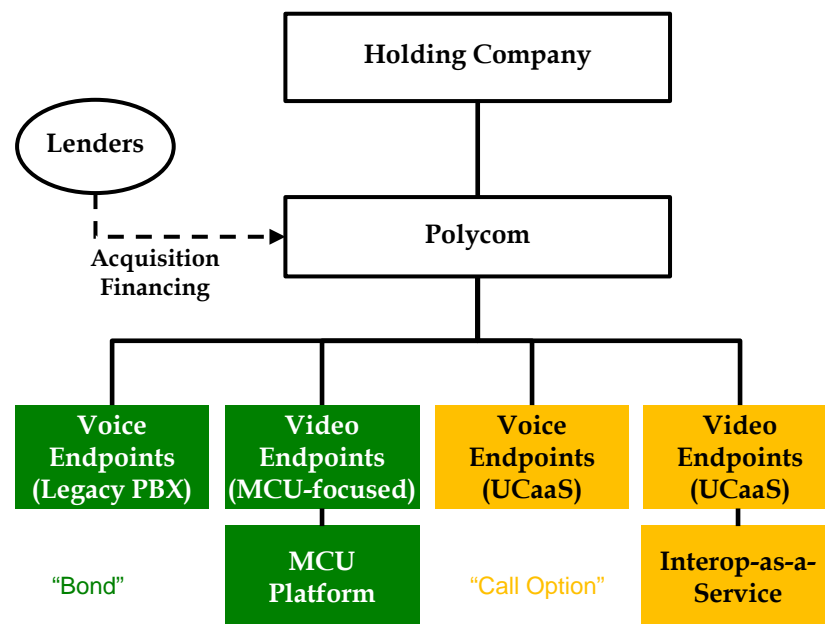 Holding Company
Lenders
Polycom
Acquisition
Financing
Voice
Endpoints
(Legacy PBX)
Video
Endpoints
(MCU-focused)
Voice
Endpoints
(UCaaS)
Video
Endpoints
(UCaaS)
"Bond"
MCU
Platform
"Call Option"
Interop-as-a-
Service